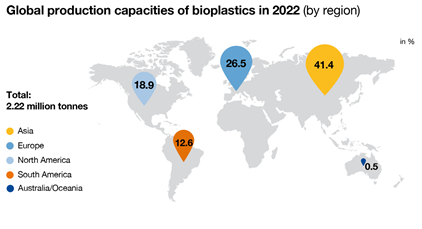 Global production capacities of bioplastics in 2022 (by region)
in %
26.5
41.4
18.9
Total:
2.22 million tonnes
Asia
Europe
North America
South America
Australia/Oceania
12.6
0.5